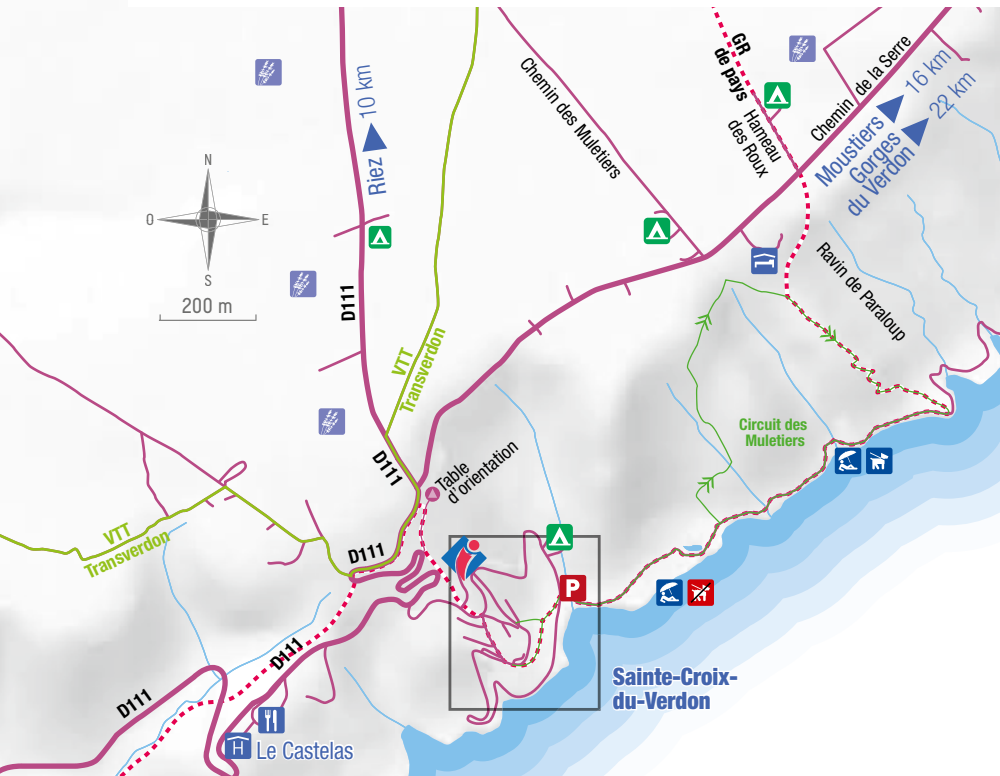 GR
de pays
Chemin des Muletiers
Chemin de la Serre
Hameau
des Roux
Moustiers 16 km
Gorges
du Verdon 22 km
Riez 10 km
N
O E
S
200 m
D111
Ravin de Paraloup
VTT
Transverdon
Circuit des
Muletiers
D111
Table
d'orientation
VTT
Transverdon
D111
P
i
D111
D111
Sainte-Croix-
du-Verdon
H Le Castelas